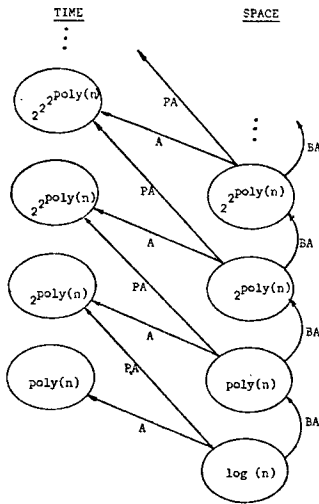 TIME SPACE
PA
2^2^2^poly(n)
A
BA
2^2^poly(n)
PA
2^2^poly(n)
BA
A
2^poly(n)
PA
2^poly(n)
BA
A
poly(n)
PA
poly(n)
BA
A
log (n)